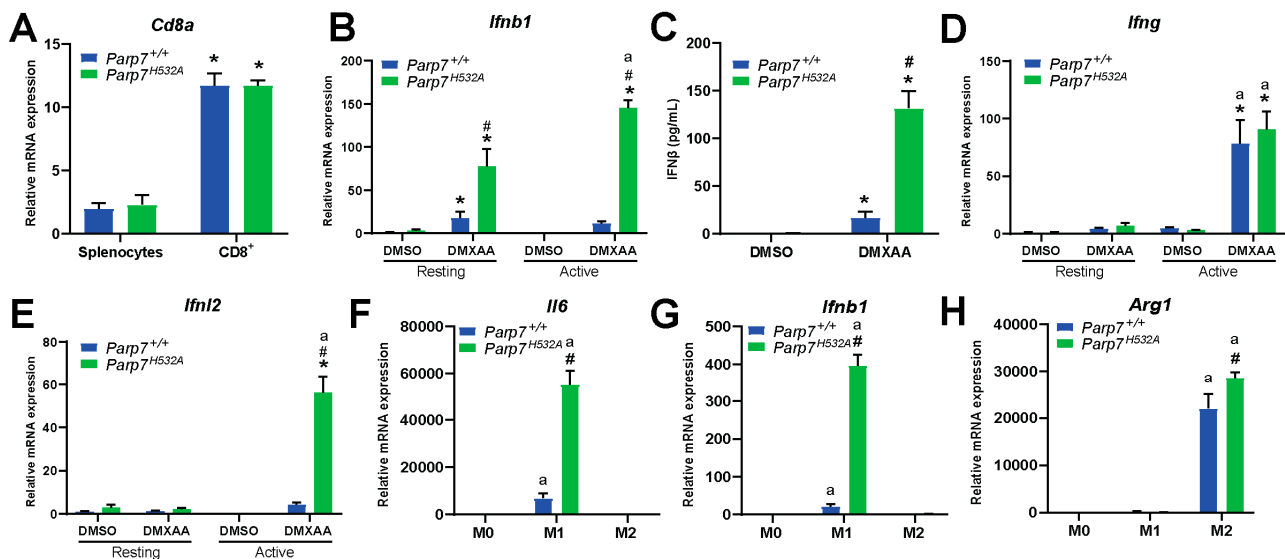 A
Cd8a
Relative mRNA expression
15
10
5
0
Parp7+/+
Parp7H532A
*
*
Splenocytes
CD8+
B
Ifnb1
Relative mRNA expression
200
150
100
50
0
Parp7+/+
Parp7H532A
*
#
*
a
#
*
DMSO
DMXAA
DMSO
DMXAA
Resting
Active
C
IFNβ (pg/mL)
200
150
100
50
0
Parp7+/+
Parp7H532A
*
#
*
DMSO
DMXAA
D
Ifng
Relative mRNA expression
150
100
50
0
Parp7+/+
Parp7H532A
a
*
a
*
DMSO
DMXAA
DMSO
DMXAA
Resting
Active
E
Ifnl2
Relative mRNA expression
80
60
40
20
0
Parp7+/+
Parp7H532A
a
#
*
DMSO
DMXAA
DMSO
DMXAA
Resting
Active
F
Il6
Relative mRNA expression
80000
60000
40000
20000
0
Parp7+/+
Parp7H532A
a
a
#
M0
M1
M2
G
Ifnb1
Relative mRNA expression
500
400
300
200
100
0
Parp7+/+
Parp7H532A
a
a
#
M0
M1
M2
H
Arg1
Relative mRNA expression
40000
30000
20000
10000
0
Parp7+/+
Parp7H532A
a
a
#
M0
M1
M2